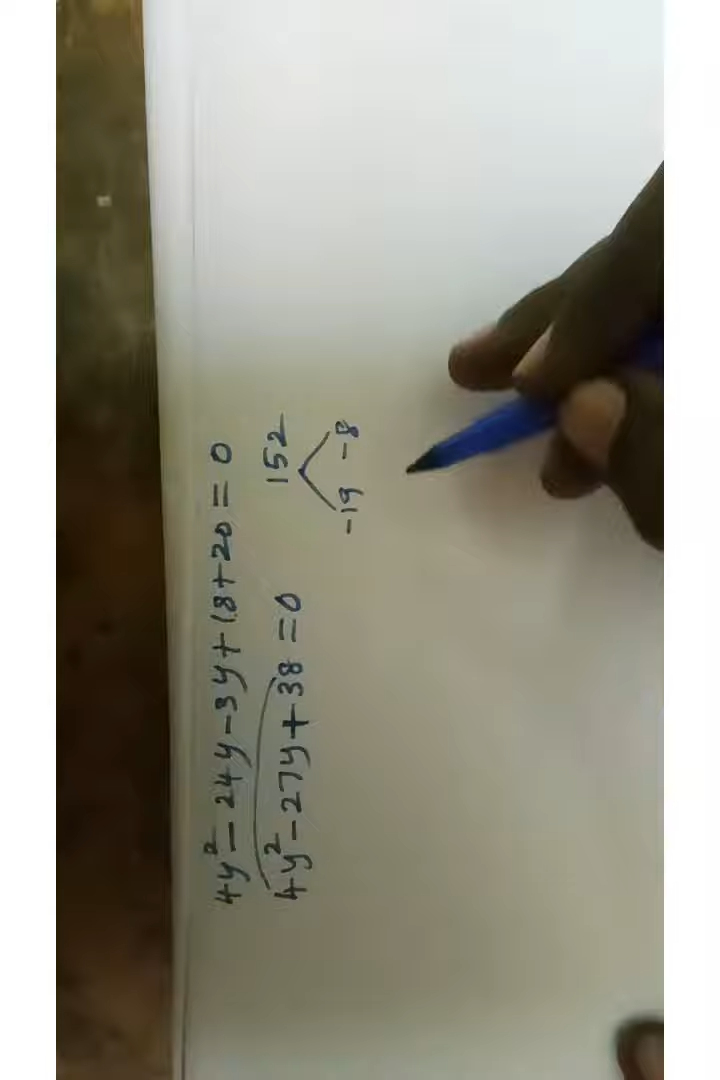 4y² - 24y - 3y + 18 + 20 = 0
4y² - 27y + 38 = 0
152
-19 -8